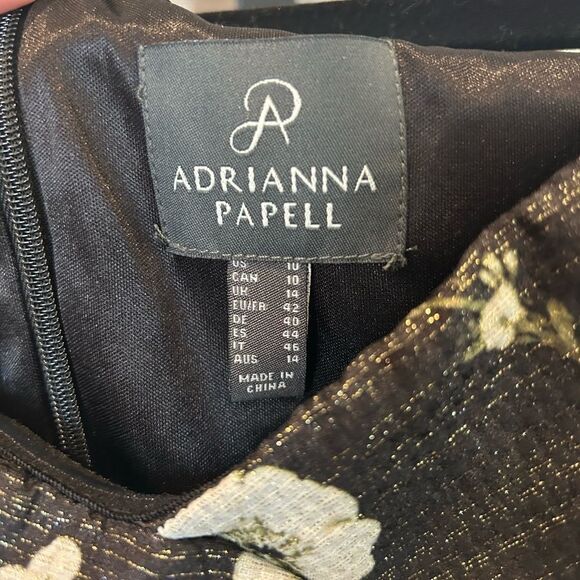 ADRIANNA
PAPELL
US 10
CAN 10
UK 14
EU/FR 42
DE 40
ES 44
IT 46
AUS 14
MADE IN
CHINA